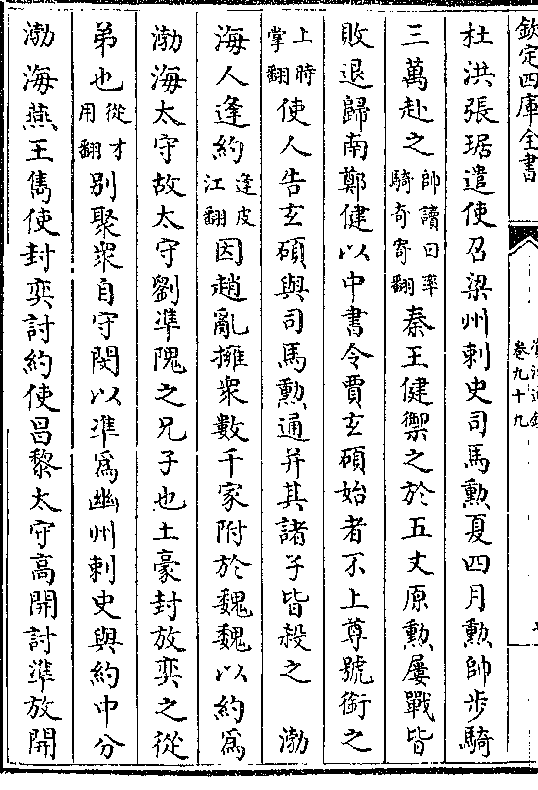 欽定四庫全書
卷九十九
杜洪張琚遣使召梁州刺史司馬勲夏四月勲帥步騎
三萬赴之帥讀曰率騎奇寄翻秦王健禦之於五丈原勲屢戰皆
敗退歸南鄭健以中書令賈玄碩始者不上尊號銜之
上時掌翻使人告玄碩與司馬勲通并其諸子皆殺之 渤
海人逢約逄皮江翻因趙亂擁衆數千家附於魏魏以約為
渤海太守故太守劉準隗之兄子也土豪封放奕之從
弟也從才用翻别聚衆自守閔以準為幽州刺史與約中分
渤海燕王雋使封奕討約使昌黎太守高開討準放開